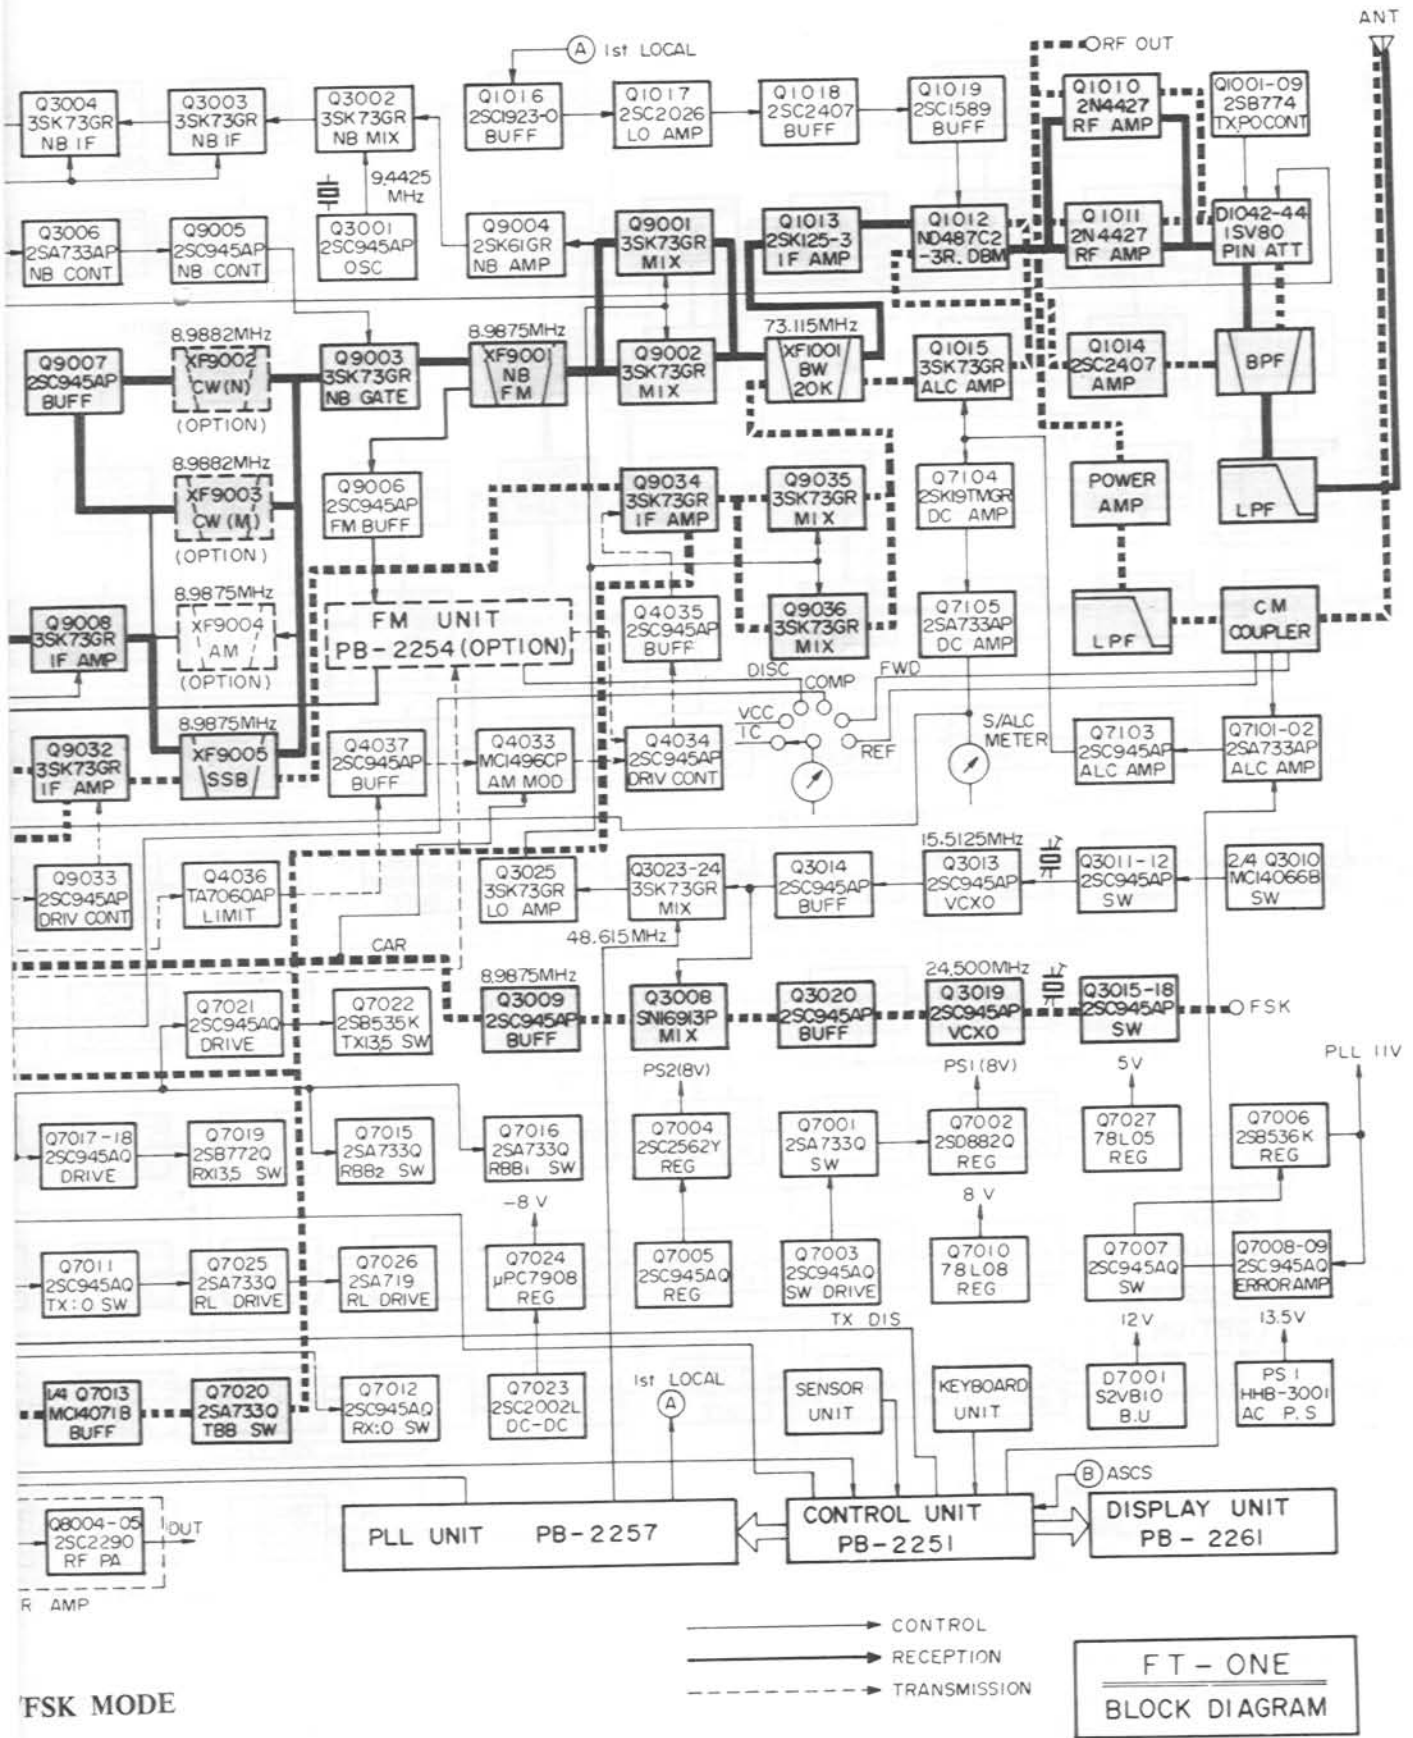 ANT
A 1st LOCAL
RF OUT
Q3004
3SK73GR
NB IF
Q3003
3SK73GR
NB IF
Q3002
3SK73GR
NB MIX
Q1016
2SC1923-O
BUFF
Q1017
2SC2026
LO AMP
Q1018
2SC2407
BUFF
Q1019
2SC1589
BUFF
Q1010
2N4427
RF AMP
Q1001-09
2SB774
TX,PO CONT
9.4425
MHz
Q3006
2SA733AP
NB CONT
Q9005
2SC945AP
NB CONT
Q3001
2SC945AP
OSC
Q9004
2SK61GR
NB AMP
Q9001
3SK73GR
MIX
Q1013
2SK125-3
IF AMP
Q1012
ND487C2
-3R. DBM
Q1011
2N4427
RF AMP
D1042-44
1SV80
PIN ATT
8.9882MHz
8.9875MHz
73.115MHz
Q9007
2SC945AP
BUFF
XF9002
CW(N)
(OPTION)
Q9003
3SK73GR
NB GATE
XF9001
NB
FM
Q9002
3SK73GR
MIX
XF1001
BW
20K
Q1015
3SK73GR
ALC AMP
Q1014
2SC2407
AMP
BPF
8.9882MHz
XF9003
CW (M)
(OPTION)
Q9006
2SC945AP
FM BUFF
Q9034
3SK73GR
IF AMP
Q9035
3SK73GR
MIX
Q7104
2SK19TMGR
DC AMP
POWER
AMP
LPF
8.9875MHz
Q9008
3SK73GR
IF AMP
XF9004
AM
(OPTION)
FM UNIT
PB-2254(OPTION)
Q4035
2SC945AP
BUFF
Q9036
3SK73GR
MIX
Q7105
2SA733AP
DC AMP
LPF
CM
COUPLER
DISC
COMP
FWD
VCC
IC
REF
S/ALC
METER
8.9875MHz
Q9032
3SK73GR
IF AMP
XF9005
SSB
Q4037
2SC945AP
BUFF
Q4033
MC1496CP
AM MOD
Q4034
2SC945AP
DRIV CONT
Q7103
2SC945AP
ALC AMP
Q7101-02
2SA733AP
ALC AMP
15.5125MHz
Q9033
2SC945AP
DRIV CONT
Q4036
TA7060AP
LIMIT
Q3025
3SK73GR
LO AMP
Q3023-24
3SK73GR
MIX
Q3014
2SC945AP
BUFF
Q3013
2SC945AP
VCXO
Q3011-12
2SC945AP
SW
2/4 Q3010
MC14066B
SW
CAR
48.615MHz
8.9875MHz
24.500MHz
Q7021
2SC945AQ
DRIVE
Q7022
2SB535K
TX13.5 SW
Q3009
2SC945AP
BUFF
Q3008
SN16913P
MIX
Q3020
2SC945AP
BUFF
Q3019
2SC945AP
VCXO
Q3015-18
2SC945AP
SW
FSK
PS2(8V)
PS1(8V)
5V
PLL 11V
Q7017-18
2SC945AQ
DRIVE
Q7019
2SB772Q
RX13.5 SW
Q7015
2SA733Q
RBB2 SW
Q7016
2SA733Q
RBB1 SW
Q7004
2SC2562Y
REG
Q7001
2SA733Q
SW
Q7002
2SD882Q
REG
Q7027
78L05
REG
Q7006
2SB536K
REG
-8 V
8 V
Q7011
2SC945AQ
TX:O SW
Q7025
2SA733Q
RL DRIVE
Q7026
2SA719
RL DRIVE
Q7024
μPC7908
REG
Q7005
2SC945AQ
REG
Q7003
2SC945AQ
SW DRIVE
Q7010
78L08
REG
Q7007
2SC945AQ
SW
Q7008-09
2SC945AQ
ERROR AMP
TX DIS
12V
13.5V
1/4 Q7013
MC14071B
BUFF
Q7020
2SA733Q
TBB SW
Q7012
2SC945AQ
RX:O SW
Q7023
2SC2002L
DC-DC
1st LOCAL
A
SENSOR
UNIT
KEYBOARD
UNIT
D7001
S2VB10
B.U
PS 1
HHB-3001
AC P.S
B ASCS
Q8004-05
2SC2290
RF PA
OUT
PLL UNIT PB-2257
CONTROL UNIT
PB-2251
DISPLAY UNIT
PB-2261
R AMP
CONTROL
RECEPTION
TRANSMISSION
FT-ONE
BLOCK DIAGRAM
/FSK MODE